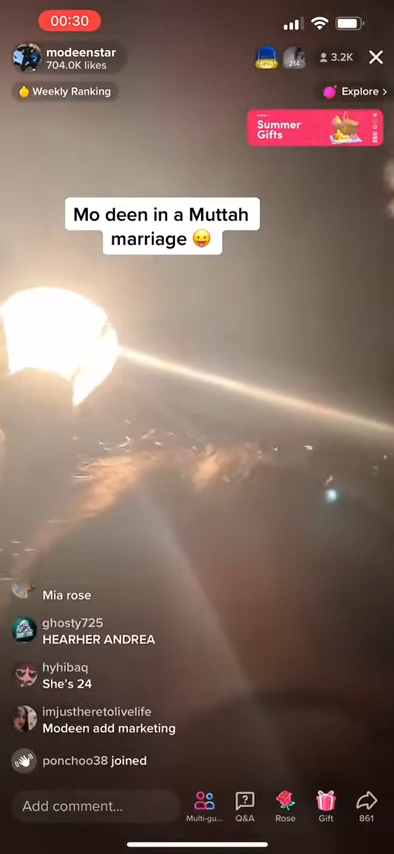 00:30
modeenstar
704.0K likes
214
3.2K
Weekly Ranking
Explore >
Summer
Gifts
Mo deen in a Muttah
marriage 😛
Mia rose
ghosty725
HEARHER ANDREA
hyhibaq
She's 24
imjustheretolivelife
Modeen add marketing
ponchoo38 joined
Add comment...
Multi-gu...
Q&A
Rose
Gift
861